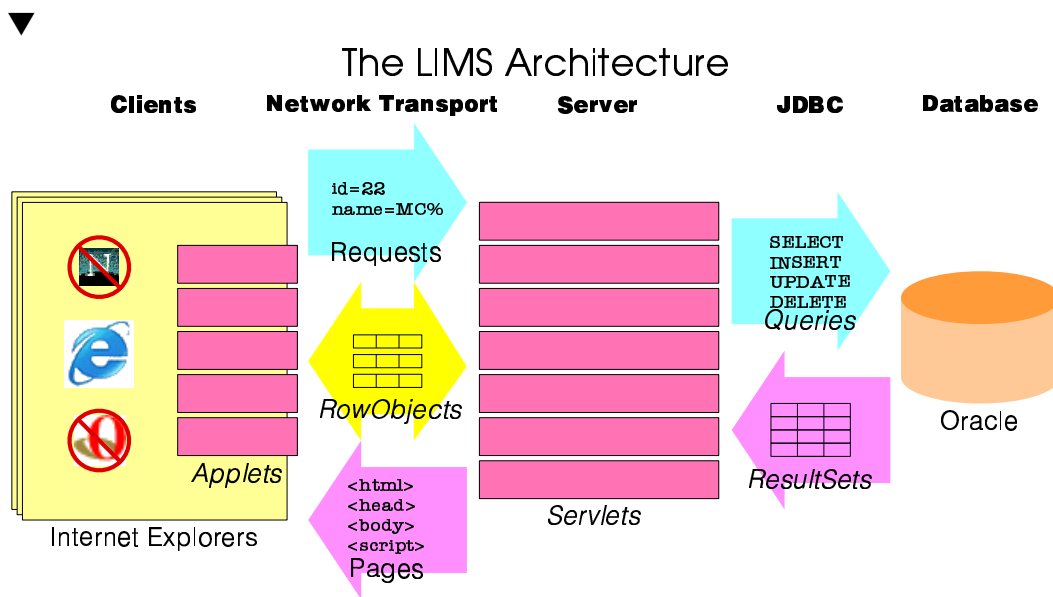 The LIMS Architecture
Clients
Network Transport
Server
JDBC
Database
id=22
name=MC%
Requests
SELECT
INSERT
UPDATE
DELETE
Queries
N
e
O
RowObjects
Applets
Internet Explorers
<html>
<head>
<body>
<script>
Pages
Servlets
ResultSets
Oracle